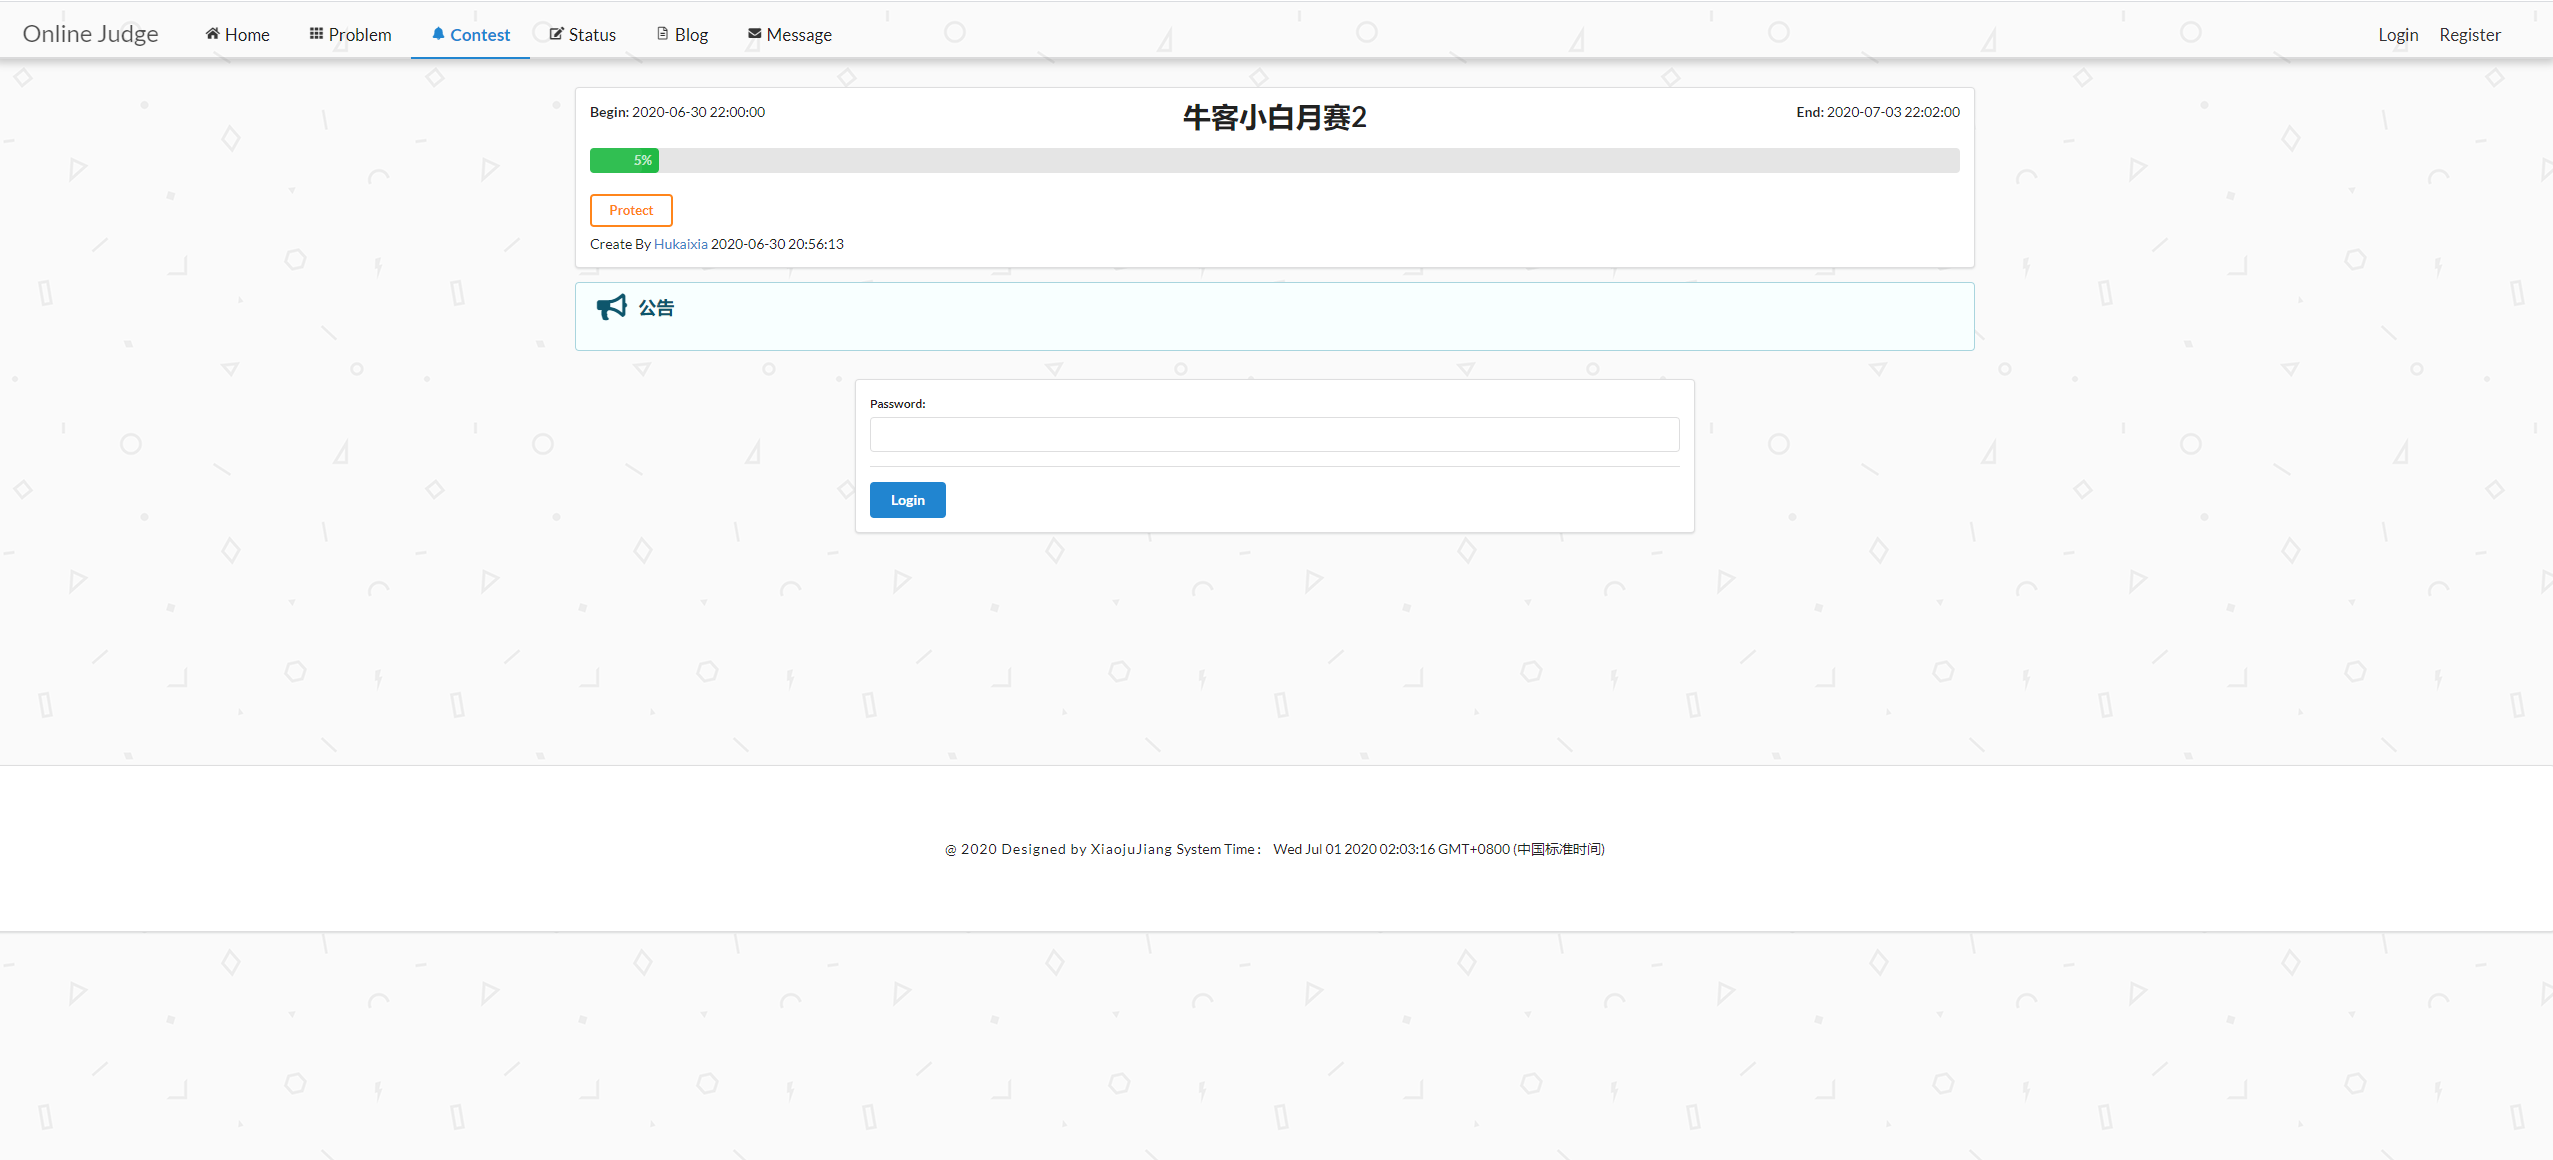 Online Judge Home Problem Contest Status Blog Message Login Register
Begin: 2020-06-30 22:00:00 牛客小白月赛2 End: 2020-07-03 22:02:00
5%
Protect
Create By Hukaixia 2020-06-30 20:56:13
公告
Password:
Login
@ 2020 Designed by XiaojuJiang System Time： Wed Jul 01 2020 02:03:16 GMT+0800 (中国标准时间)